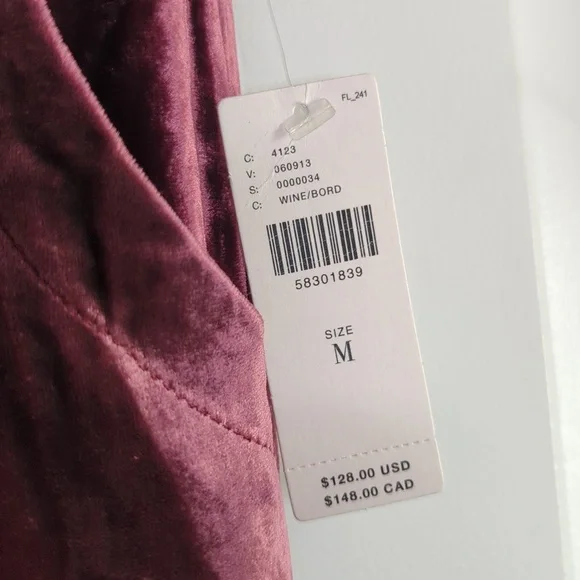 FL_241
C: 4123
V: 060913
S: 0000034
C: WINE/BORD
58301839
SIZE
M
$128.00 USD
$148.00 CAD